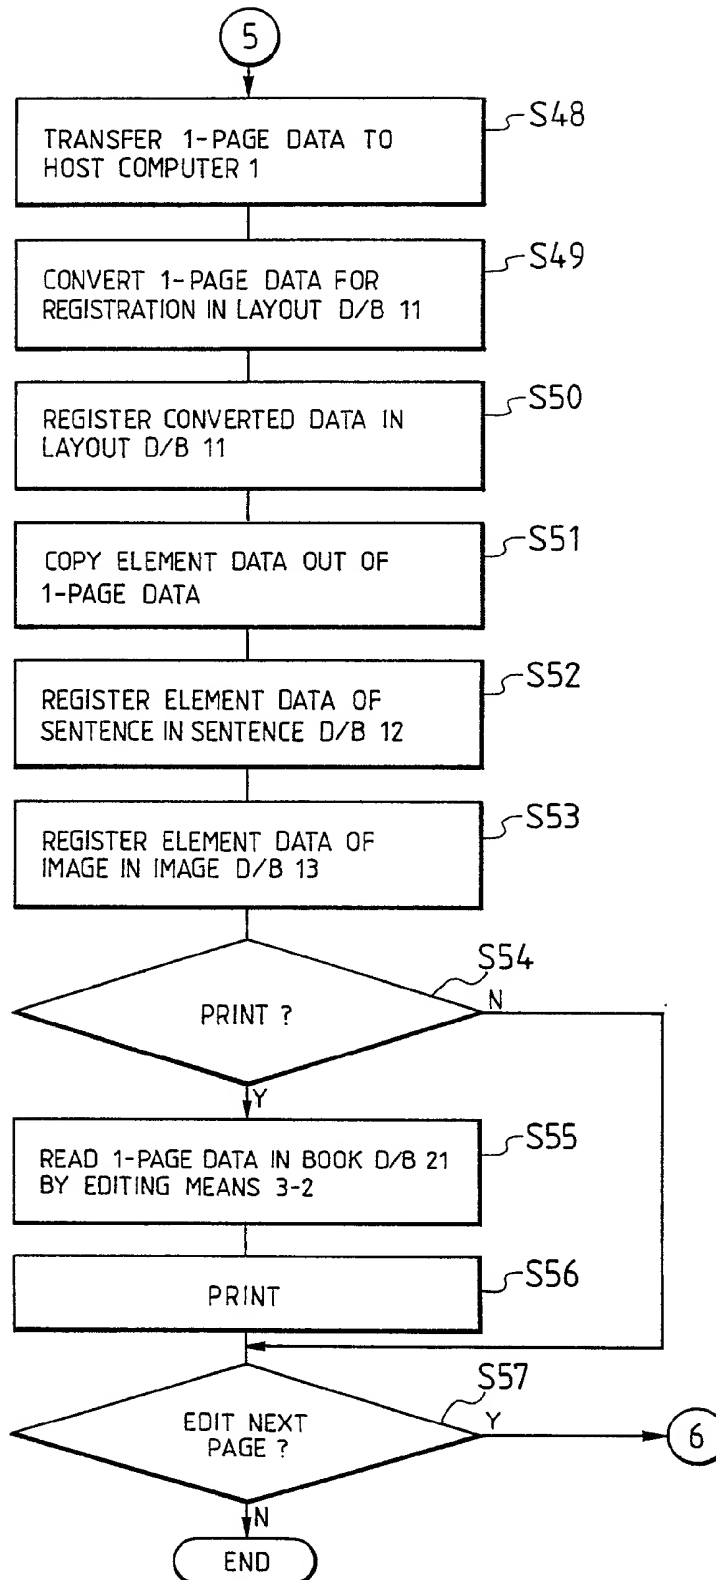 5
TRANSFER 1-PAGE DATA TO
HOST COMPUTER 1
S48
CONVERT 1-PAGE DATA FOR
REGISTRATION IN LAYOUT D/B 11
S49
REGISTER CONVERTED DATA IN
LAYOUT D/B 11
S50
COPY ELEMENT DATA OUT OF
1-PAGE DATA
S51
REGISTER ELEMENT DATA OF
SENTENCE IN SENTENCE D/B 12
S52
REGISTER ELEMENT DATA OF
IMAGE IN IMAGE D/B 13
S53
PRINT ?
S54
N
Y
READ 1-PAGE DATA IN BOOK D/B 21
BY EDITING MEANS 3-2
S55
PRINT
S56
EDIT NEXT
PAGE ?
S57
Y
6
N
END